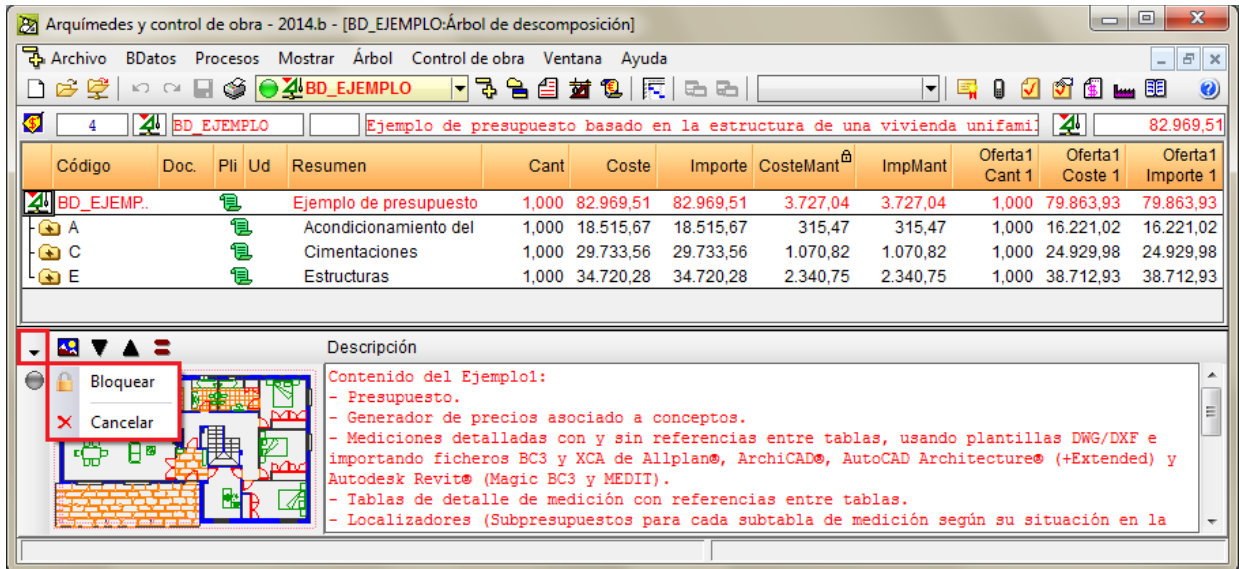 Arquímedes y control de obra - 2014.b - [BD_EJEMPLO:Árbol de descomposición]
Archivo BDatos Procesos Mostrar Árbol Control de obra Ventana Ayuda
BD_EJEMPLO
4 BD_EJEMPLO Ejemplo de presupuesto basado en la estructura de una vivienda unifami 82.969,51
Código Doc. Pli Ud Resumen Cant Coste Importe CosteMant ImpMant Oferta1 Cant 1 Oferta1 Coste 1 Oferta1 Importe 1
BD_EJEMP.. Ejemplo de presupuesto 1,000 82.969,51 82.969,51 3.727,04 3.727,04 1,000 79.863,93 79.863,93
A Acondicionamiento del 1,000 18.515,67 18.515,67 315,47 315,47 1,000 16.221,02 16.221,02
C Cimentaciones 1,000 29.733,56 29.733,56 1.070,82 1.070,82 1,000 24.929,98 24.929,98
E Estructuras 1,000 34.720,28 34.720,28 2.340,75 2.340,75 1,000 38.712,93 38.712,93
Descripción
Bloquear
Cancelar
Contenido del Ejemplo1:
- Presupuesto.
- Generador de precios asociado a conceptos.
- Mediciones detalladas con y sin referencias entre tablas, usando plantillas DWG/DXF e
importando ficheros BC3 y XCA de Allplan®, ArchiCAD®, AutoCAD Architecture® (+Extended) y
Autodesk Revit® (Magic BC3 y MEDIT).
- Tablas de detalle de medición con referencias entre tablas.
- Localizadores (Subpresupuestos para cada subtabla de medición según su situación en la